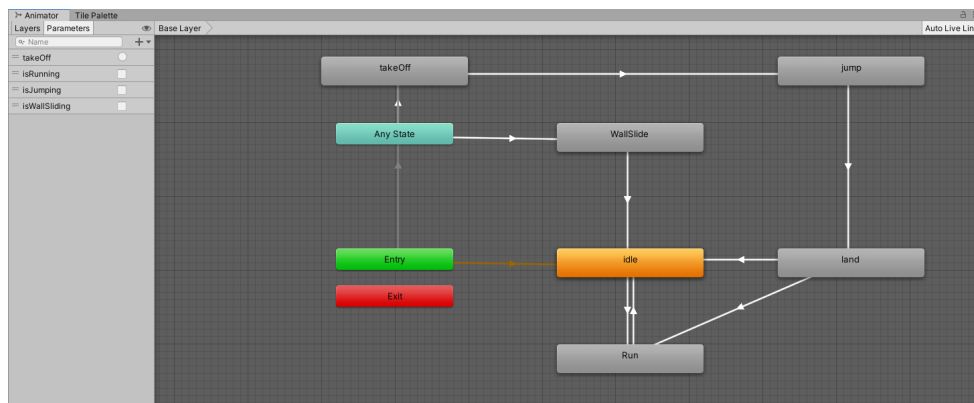 Animator Tile Palette
Layers Parameters Base Layer Auto Live Lin
Name
takeOff
isRunning
isJumping
isWallSliding
takeOff jump
Any State WallSlide
Entry idle land
Exit
Run